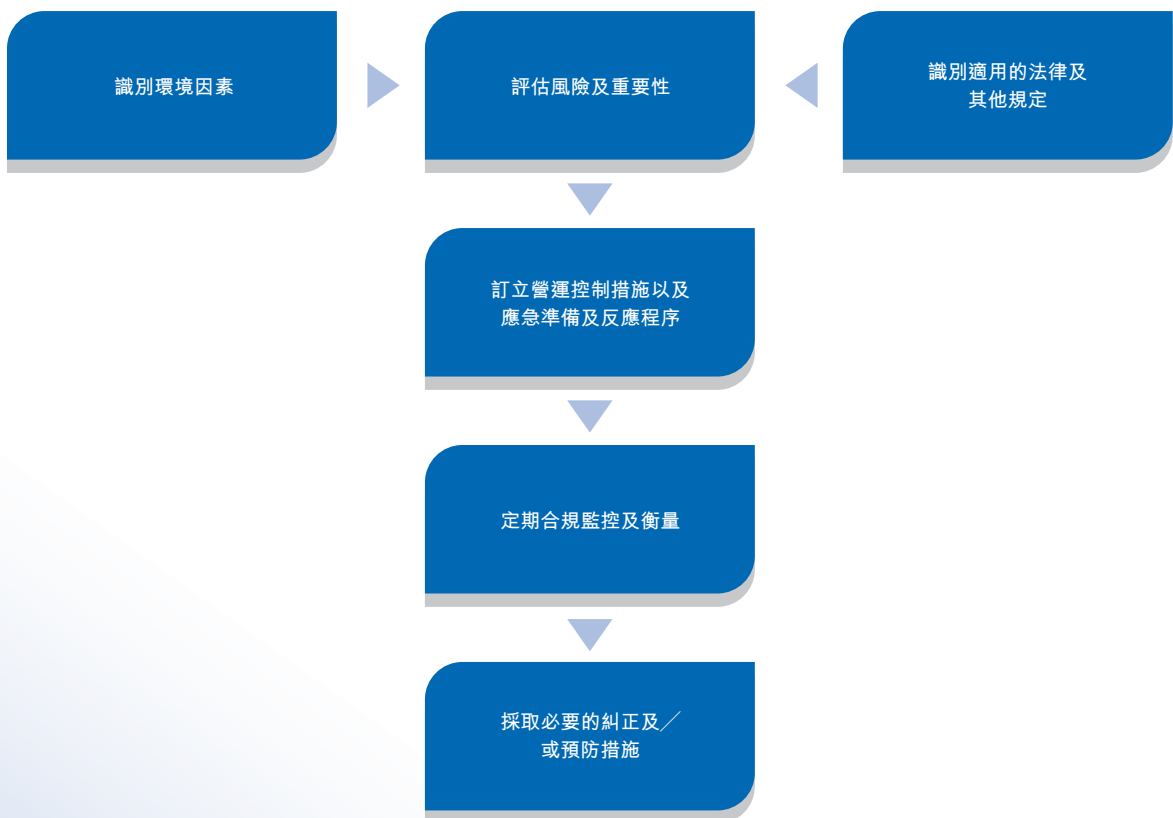 識別環境因素
評估風險及重要性
識別適用的法律及
其他規定
訂立營運控制措施以及
應急準備及反應程序
定期合規監控及衡量
採取必要的糾正及╱
或預防措施